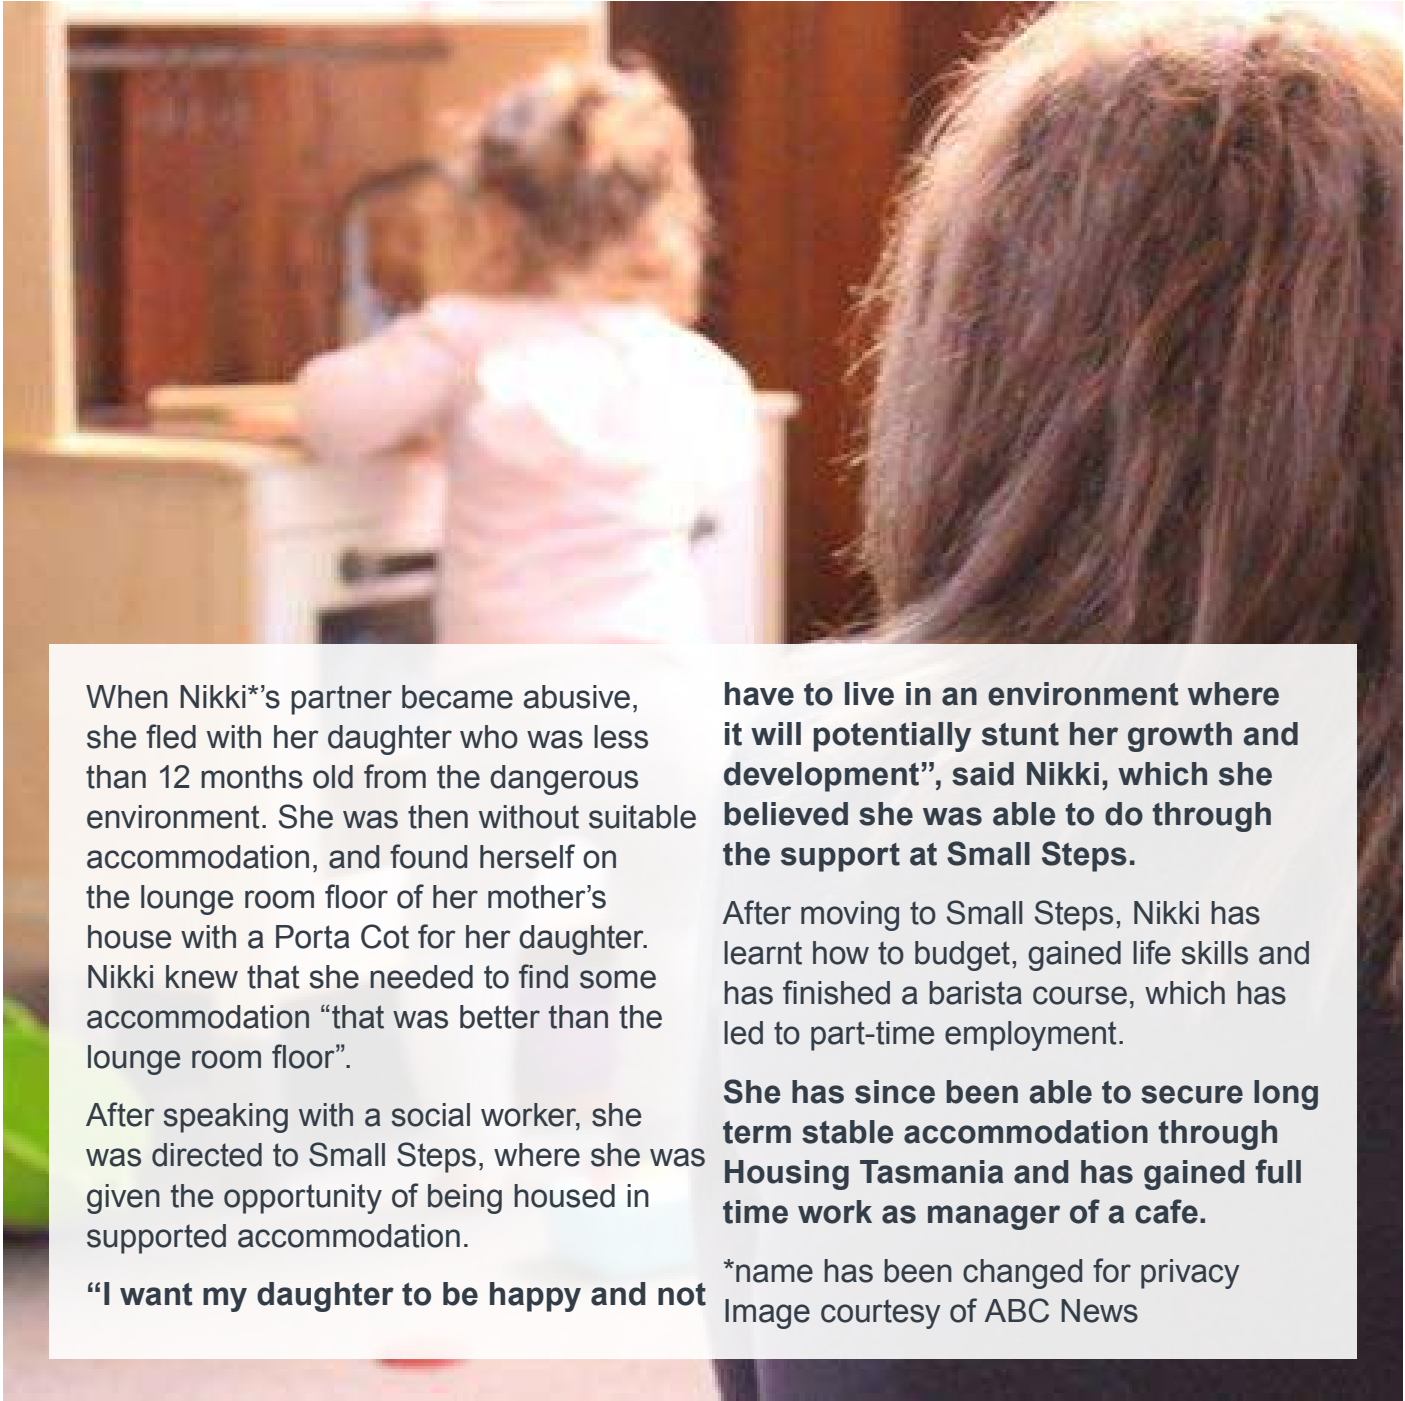 When Nikki*’s partner became abusive,
she fled with her daughter who was less
than 12 months old from the dangerous
environment. She was then without suitable
accommodation, and found herself on
the lounge room floor of her mother’s
house with a Porta Cot for her daughter.
Nikki knew that she needed to find some
accommodation “that was better than the
lounge room floor”.
After speaking with a social worker, she
was directed to Small Steps, where she was
given the opportunity of being housed in
supported accommodation.
“I want my daughter to be happy and not
have to live in an environment where
it will potentially stunt her growth and
development”, said Nikki, which she
believed she was able to do through
the support at Small Steps.
After moving to Small Steps, Nikki has
learnt how to budget, gained life skills and
has finished a barista course, which has
led to part-time employment.
She has since been able to secure long
term stable accommodation through
Housing Tasmania and has gained full
time work as manager of a cafe.
*name has been changed for privacy
Image courtesy of ABC News